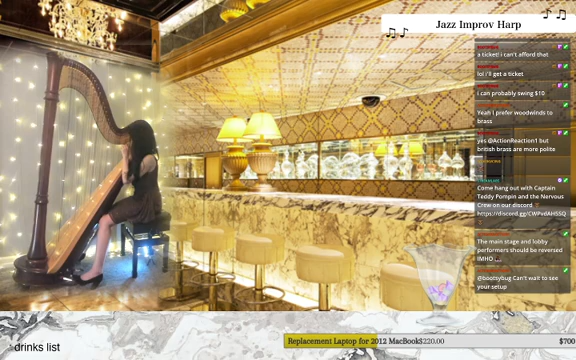 Jazz Improv Harp
a ticket! i can't afford that
lol i'll get a ticket
I can probably swing $10
Yeah I prefer woodwinds to
brass
yes @ActionReaction1 but
british brass are more polite
Come hang out with Captain
Teddy Pompin and the Nervous
Crew on our discord
https://discord.gg/CWPvdAHSSQ
The main stage and lobby
performers should be reversed
IMHO ....
@bootsybug Can't wait to see
your setup
drinks list
Replacement Laptop for 2012 MacBook $220.00
$700